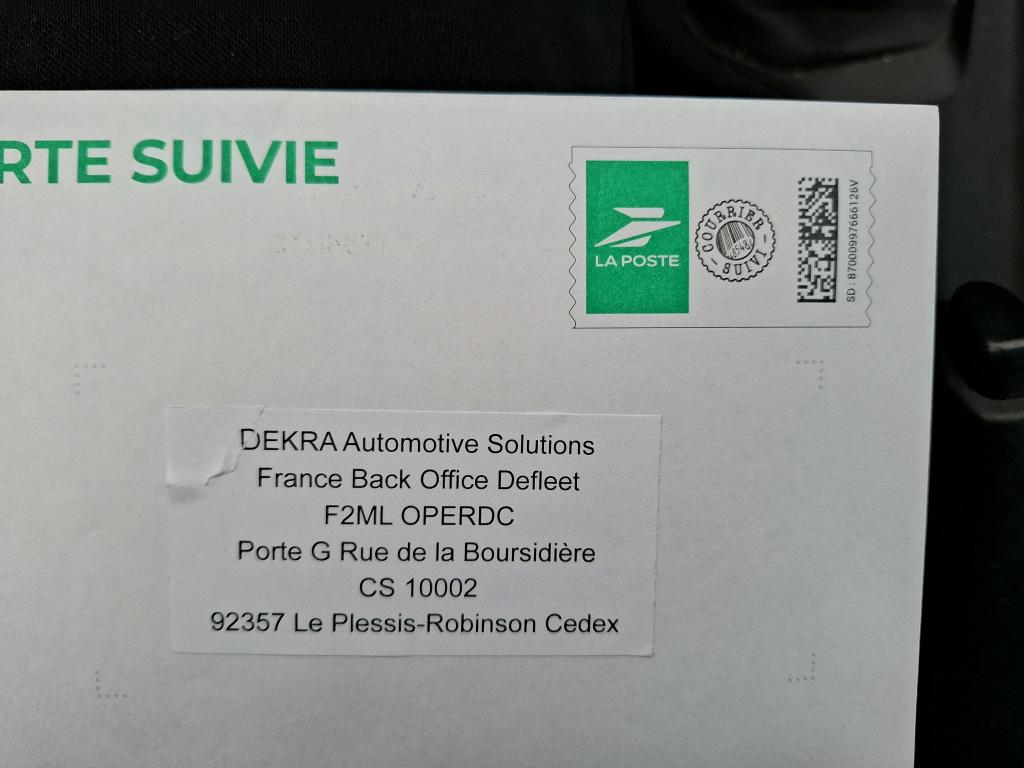 RTE SUIVIE
LA POSTE
COURRIER
SUIVI
SD : 87000997666126V
DEKRA Automotive Solutions
France Back Office Defleet
F2ML OPERDC
Porte G Rue de la Boursidière
CS 10002
92357 Le Plessis-Robinson Cedex